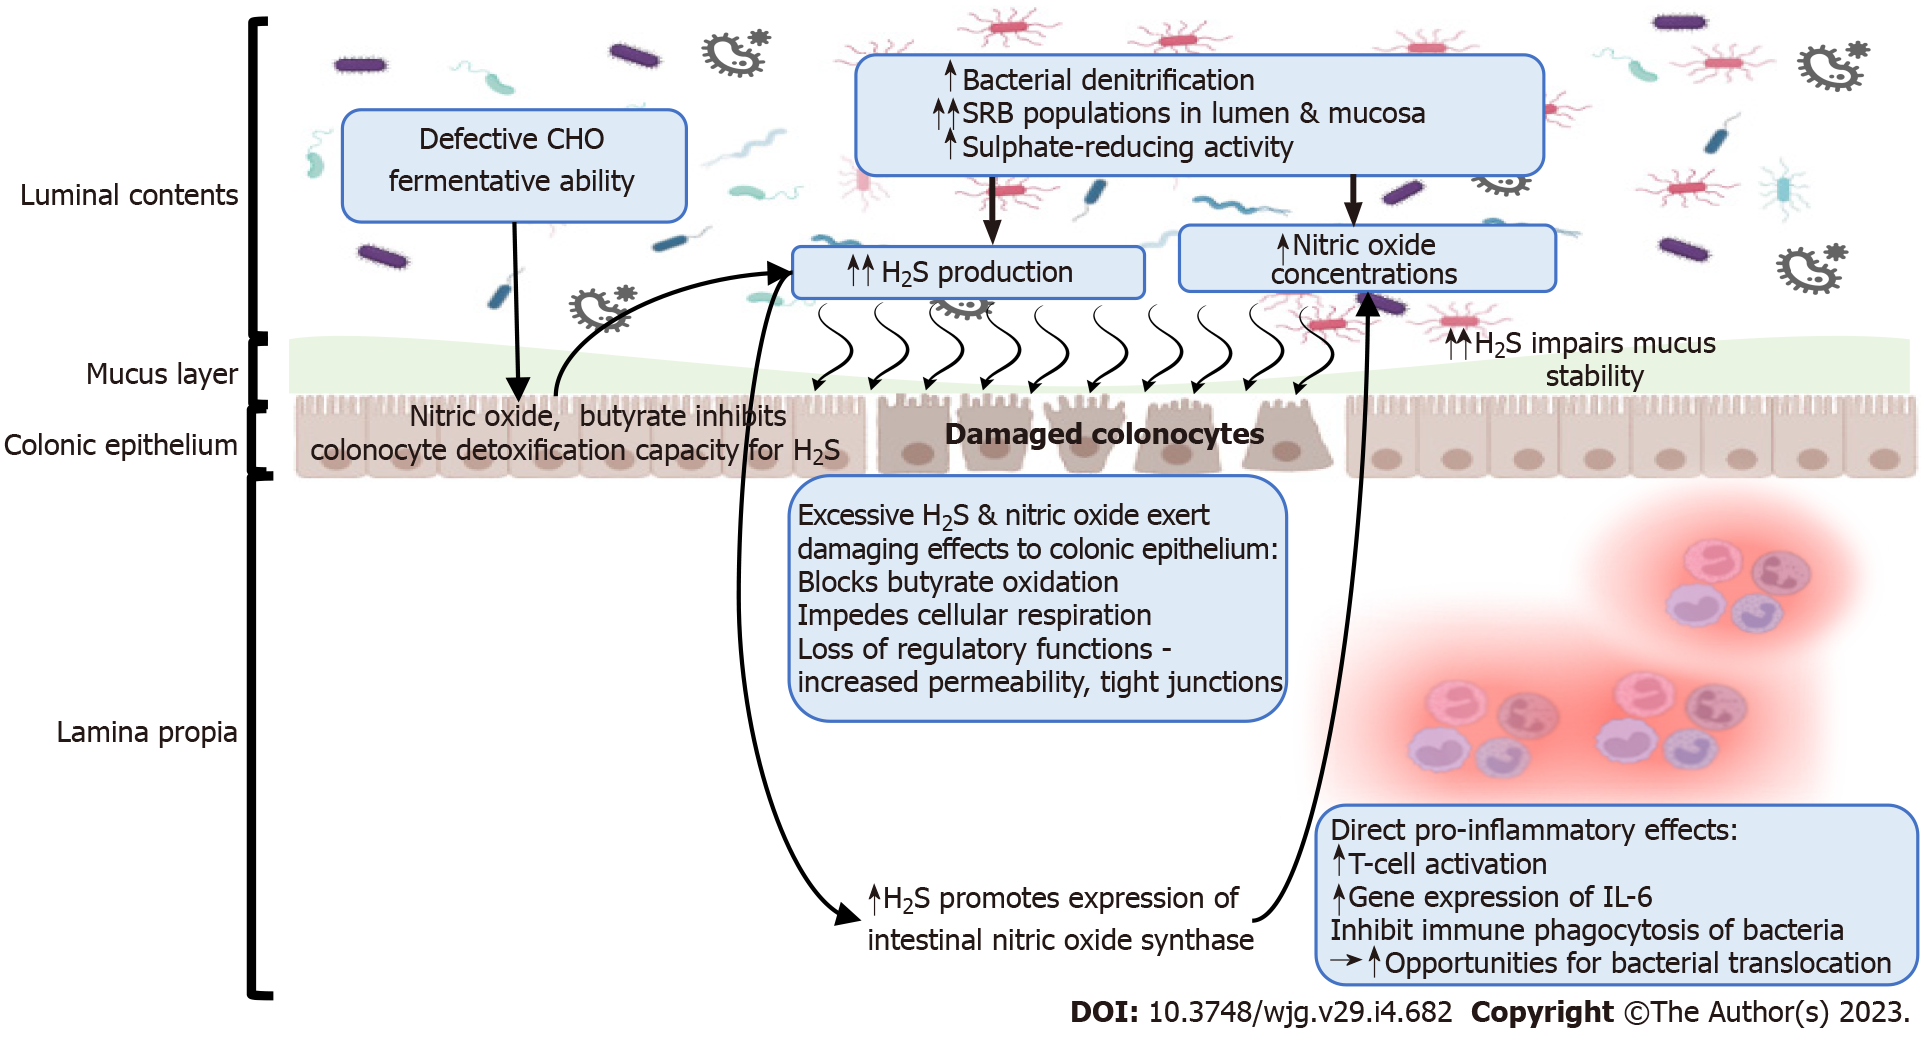 ↑Bacterial denitrification
↑↑SRB populations in lumen & mucosa
↑Sulphate-reducing activity
Defective CHO
fermentative ability
Luminal contents
↑↑ H₂S production
↑Nitric oxide
concentrations
↑↑H₂S impairs mucus
stability
Mucus layer
Nitric oxide, butyrate inhibits
colonocyte detoxification capacity for H₂S
Damaged colonocytes
Colonic epithelium
Excessive H₂S & nitric oxide exert
damaging effects to colonic epithelium:
Blocks butyrate oxidation
Impedes cellular respiration
Loss of regulatory functions -
increased permeability, tight junctions
Lamina propia
↑H₂S promotes expression of
intestinal nitric oxide synthase
Direct pro-inflammatory effects:
↑T-cell activation
↑Gene expression of IL-6
Inhibit immune phagocytosis of bacteria
→↑Opportunities for bacterial translocation
DOI: 10.3748/wjg.v29.i4.682 Copyright ©The Author(s) 2023.